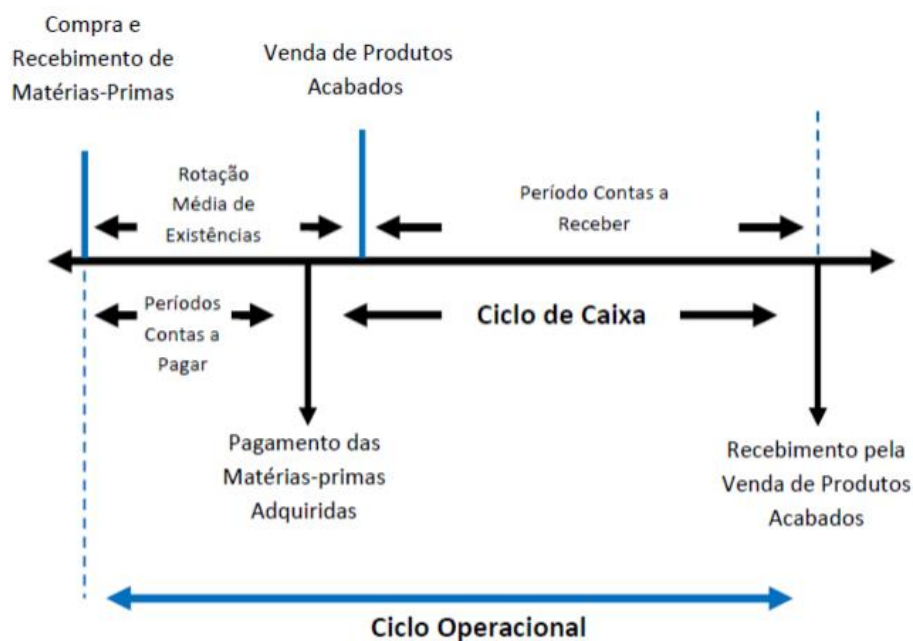 Compra e
Recebimento de
Matérias-Primas
Venda de Produtos
Acabados
Rotação
Média de
Existências
Período Contas a
Receber
Períodos
Contas a
Pagar
Ciclo de Caixa
Pagamento das
Matérias-primas
Adquiridas
Recebimento pela
Venda de Produtos
Acabados
Ciclo Operacional